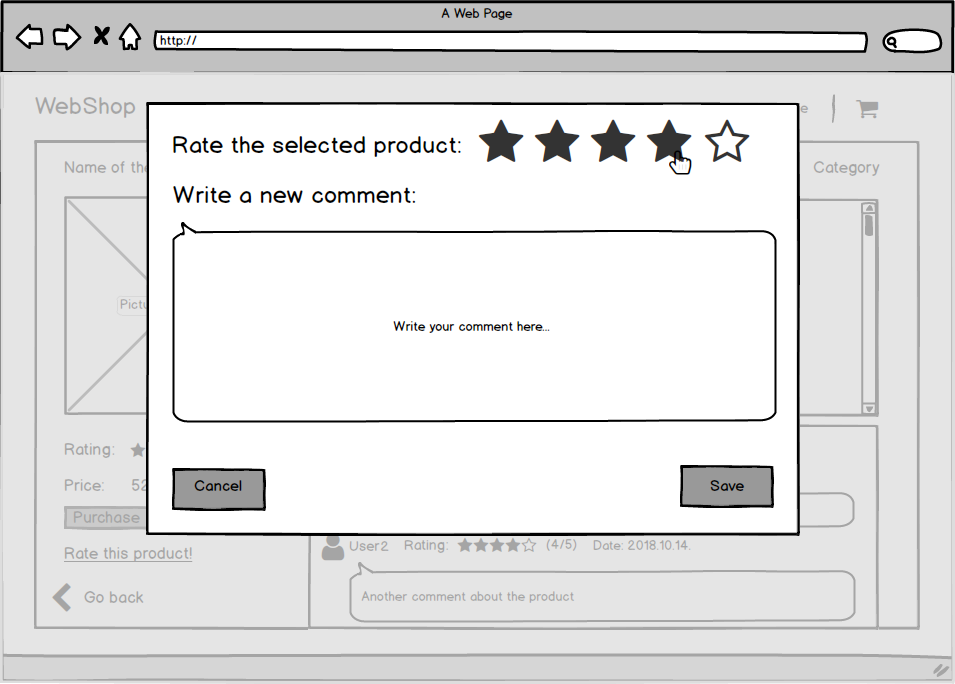 A Web Page
http://
WebShop
Rate the selected product:
Name of the
Category
Write a new comment:
Write your comment here...
Rating:
Price: 52
Cancel
Save
Purchase
User2 Rating: (4/5) Date: 2018.10.14.
Rate this product!
Another comment about the product
Go back